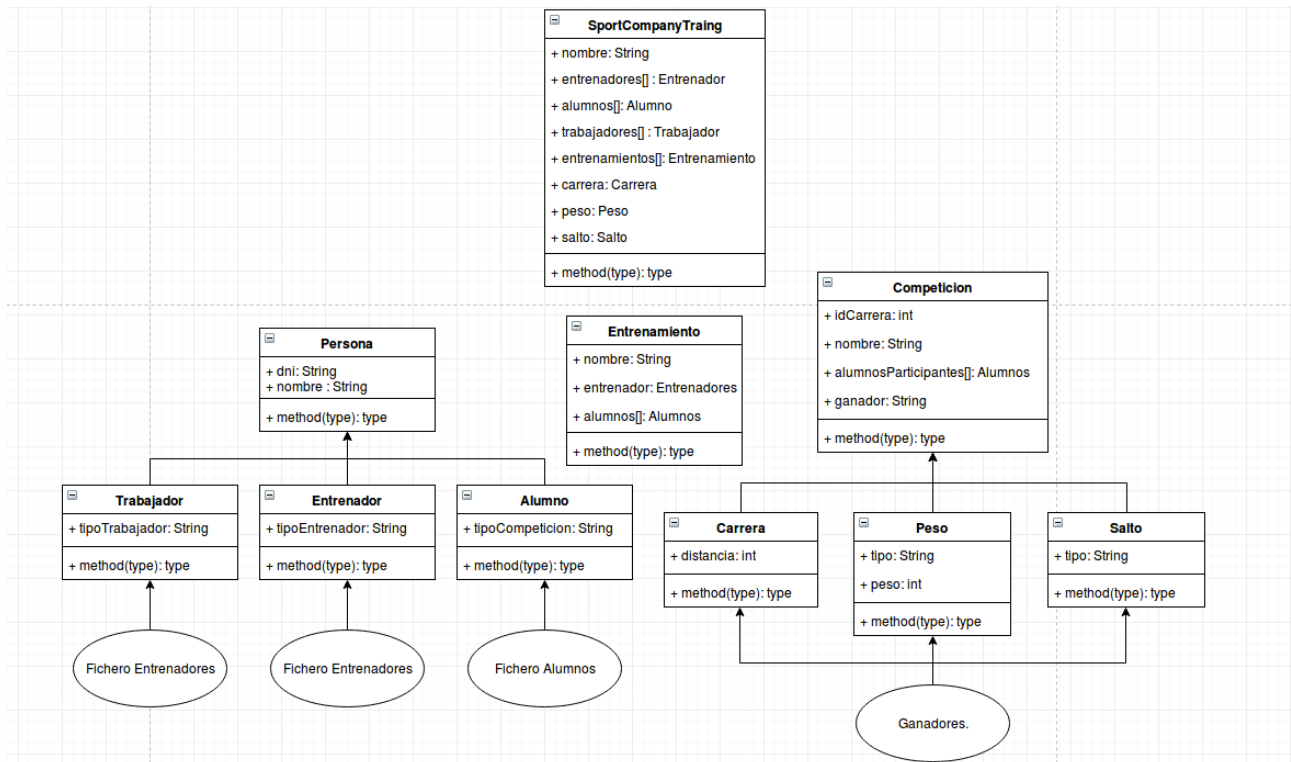 SportCompanyTraing
+ nombre: String
+ entrenadores[] : Entrenador
+ alumnos[]: Alumno
+ trabajadores[] : Trabajador
+ entrenamientos[]: Entrenamiento
+ carrera: Carrera
+ peso: Peso
+ salto: Salto
+ method(type): type
Persona
+ dni: String
+ nombre : String
+ method(type): type
Entrenamiento
+ nombre: String
+ entrenador: Entrenadores
+ alumnos[]: Alumnos
+ method(type): type
Competicion
+ idCarrera: int
+ nombre: String
+ alumnosParticipantes[]: Alumnos
+ ganador: String
+ method(type): type
Trabajador
+ tipoTrabajador: String
+ method(type): type
Entrenador
+ tipoEntrenador: String
+ method(type): type
Alumno
+ tipoCompeticion: String
+ method(type): type
Carrera
+ distancia: int
+ method(type): type
Peso
+ tipo: String
+ peso: int
+ method(type): type
Salto
+ tipo: String
+ method(type): type
Fichero Entrenadores
Fichero Entrenadores
Fichero Alumnos
Ganadores.